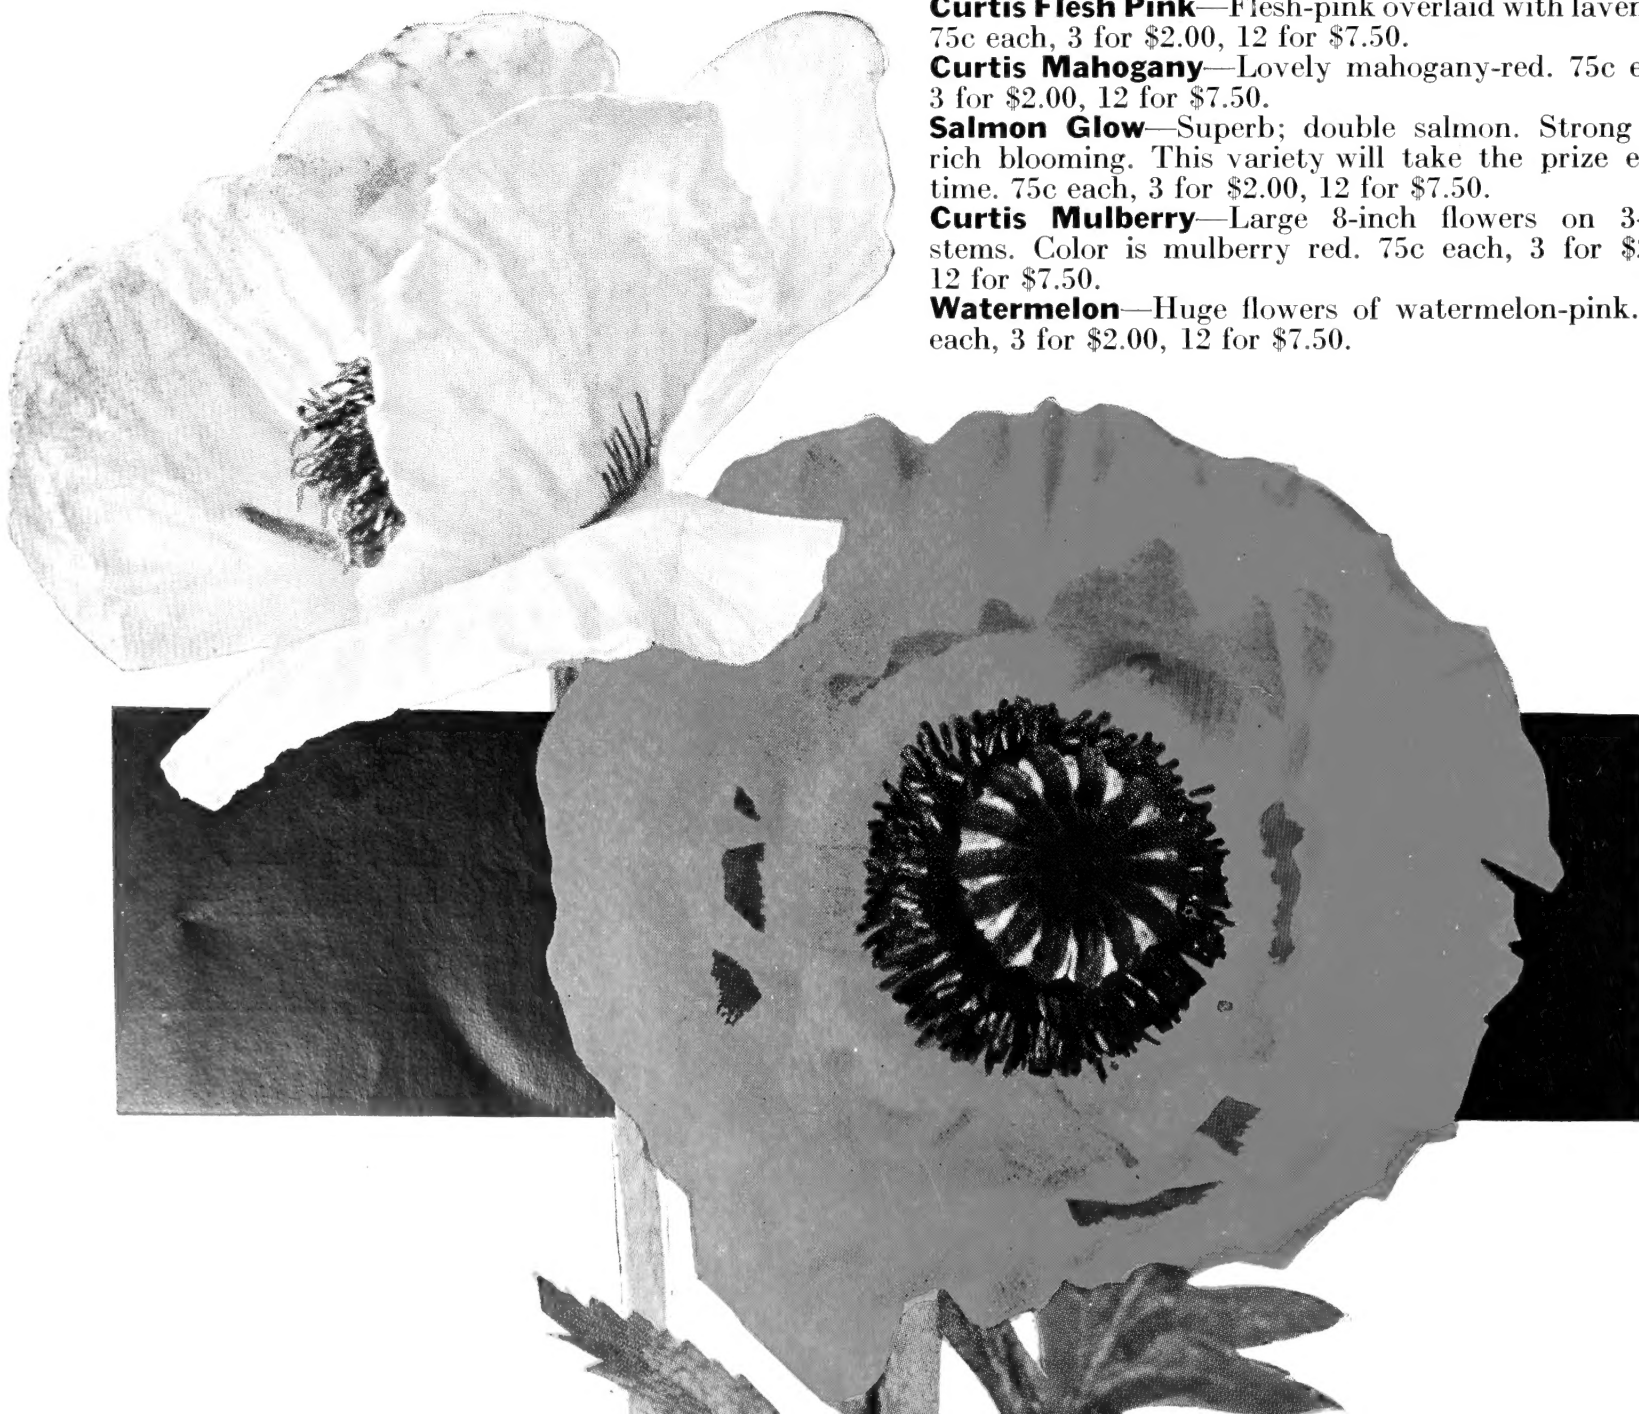 Curtis Flesh Pink—Flesh-pink overlaid with laver
75c each, 3 for $2.00, 12 for $7.50.
Curtis Mahogany—Lovely mahogany-red. 75c e
3 for $2.00, 12 for $7.50.
Salmon Glow—Superb; double salmon. Strong
rich blooming. This variety will take the prize e
time. 75c each, 3 for $2.00, 12 for $7.50.
Curtis Mulberry—Large 8-inch flowers on 3-
stems. Color is mulberry red. 75c each, 3 for $
12 for $7.50.
Watermelon—Huge flowers of watermelon-pink.
each, 3 for $2.00, 12 for $7.50.